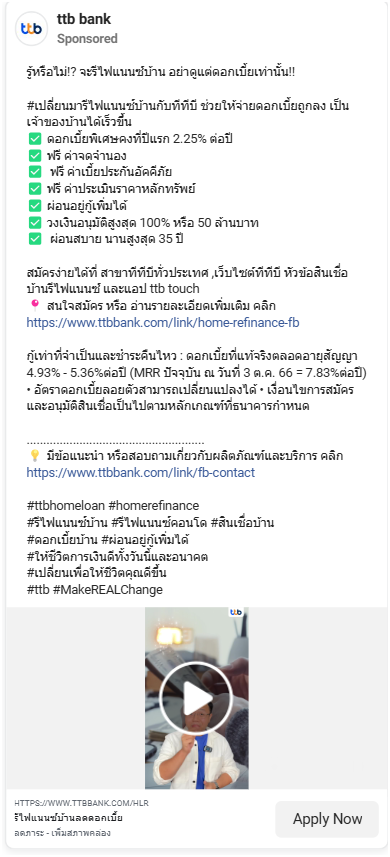 ttb bank
ttb
Sponsored
รู้หรือไม่!? จะรีไฟแนนซ์บ้าน อย่าดูแต่ดอกเบี้ยเท่านั้น!!
#เปลี่ยนมารีไฟแนนซ์บ้านกับทีทีบี ช่วยให้จ่ายดอกเบี้ยถูกลง เป็น
เจ้าของบ้านได้เร็วขึ้น
✅ ดอกเบี้ยพิเศษคงที่ปีแรก 2.25% ต่อปี
✅ ฟรี ค่าจดจำนอง
✅ ฟรี ค่าเบี้ยประกันอัคคีภัย
✅ ฟรี ค่าประเมินราคาหลักทรัพย์
✅ ผ่อนอยู่กู้เพิ่มได้
✅ วงเงินอนุมัติสูงสุด 100% หรือ 50 ล้านบาท
✅ ผ่อนสบาย นานสูงสุด 35 ปี
สมัครง่ายได้ที่ สาขาทีทีบีทั่วประเทศ ,เว็บไซต์ทีทีบี หัวข้อสินเชื่อ
บ้านรีไฟแนนซ์ และแอป ttb touch
📍 สนใจสมัคร หรือ อ่านรายละเอียดเพิ่มเติม คลิก
https://www.ttbbank.com/link/home-refinance-fb
กู้เท่าที่จำเป็นและชำระคืนไหว : ดอกเบี้ยที่แท้จริงตลอดอายุสัญญา
4.93% - 5.36%ต่อปี (MRR ปัจจุบัน ณ วันที่ 3 ต.ค. 66 = 7.83%ต่อปี)
• อัตราดอกเบี้ยลอยตัวสามารถเปลี่ยนแปลงได้ • เงื่อนไขการสมัคร
และอนุมัติสินเชื่อเป็นไปตามหลักเกณฑ์ที่ธนาคารกำหนด
......................................................
💡 มีข้อแนะนำ หรือสอบถามเกี่ยวกับผลิตภัณฑ์และบริการ คลิก
https://www.ttbbank.com/link/fb-contact
#ttbhomeloan #homerefinance
#รีไฟแนนซ์บ้าน #รีไฟแนนซ์คอนโด #สินเชื่อบ้าน
#ดอกเบี้ยบ้าน #ผ่อนอยู่กู้เพิ่มได้
#ให้ชีวิตการเงินดีทั้งวันนี้และอนาคต
#เปลี่ยนเพื่อให้ชีวิตคุณดีขึ้น
#ttb #MakeREALChange
ttb
HTTPS://WWW.TTBBANK.COM/HLR
รีไฟแนนซ์บ้านลดดอกเบี้ย
ลดภาระ - เพิ่มสภาพคล่อง
Apply Now